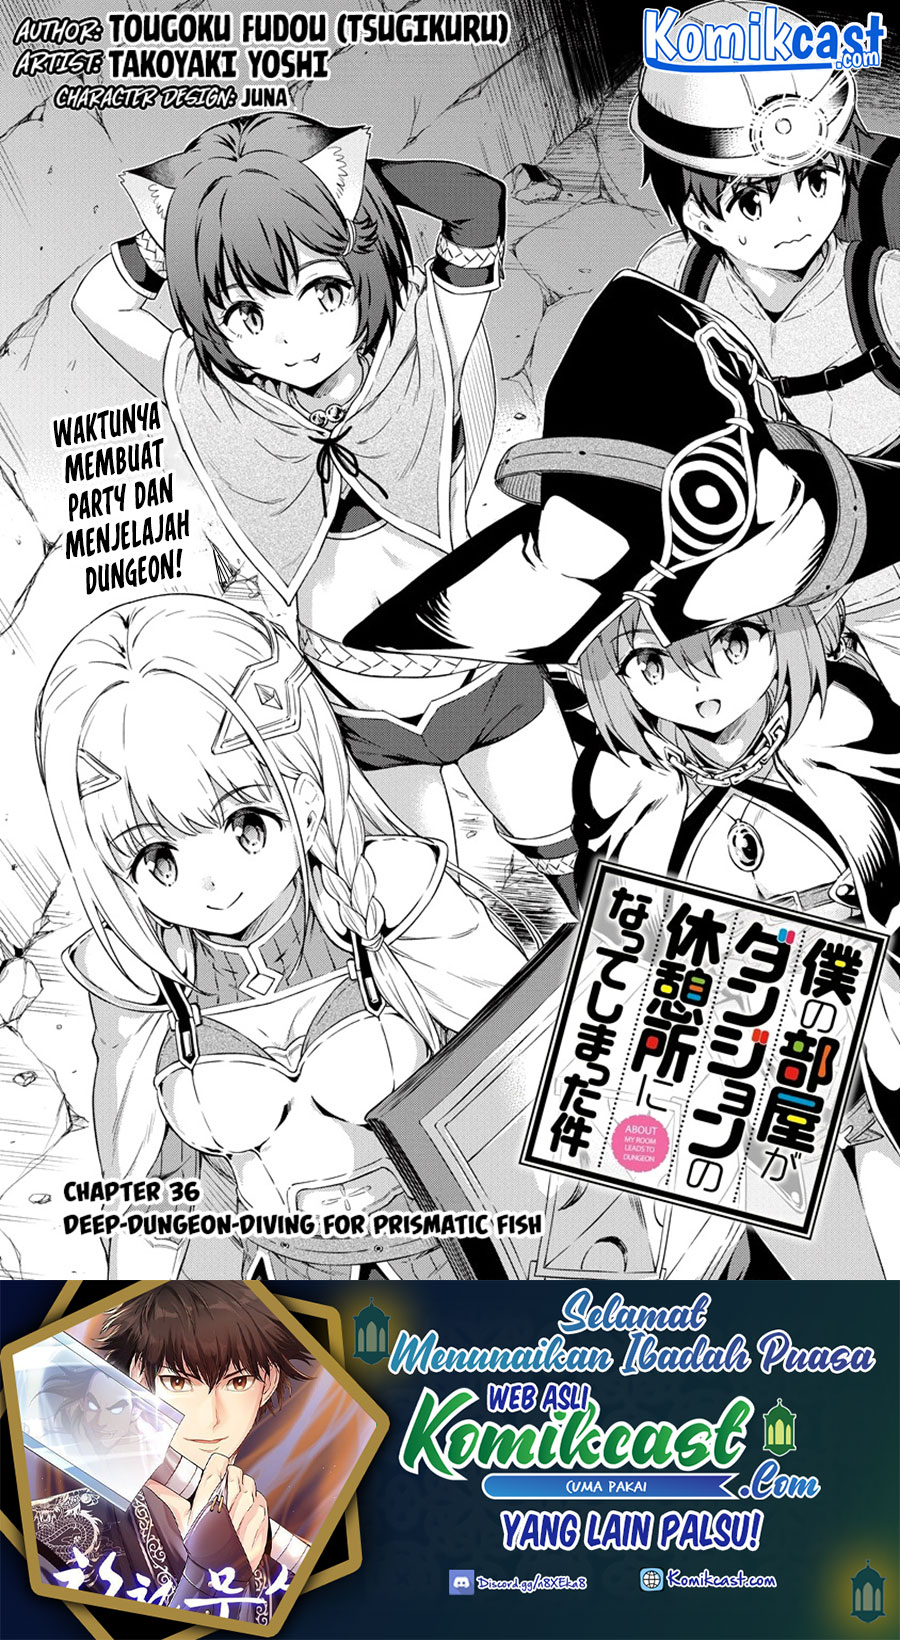 AUTHOR: TOUGOKU FUDOU (TSUGIKURU)
ARTIST: TAKOYAKI YOSHI
CHARACTER DESIGN: JUNA
Komikcast
.com
WAKTUNYA
MEMBUAT
PARTY DAN
MENJELAJAH
DUNGEON!
僕の部屋が
ダンジョンの
休憩所に
なってしまった件
ABOUT
MY ROOM
LEADS TO
DUNGEON
CHAPTER 36
DEEP-DUNGEON-DIVING FOR PRISMATIC FISH
Selamat
Menunaikan Ibadah Puasa
WEB ASLI
Komikcast
.Com
CUMA PAKAI
YANG LAIN PALSU!
Discord.gg/n8XEka8
Komikcast.com